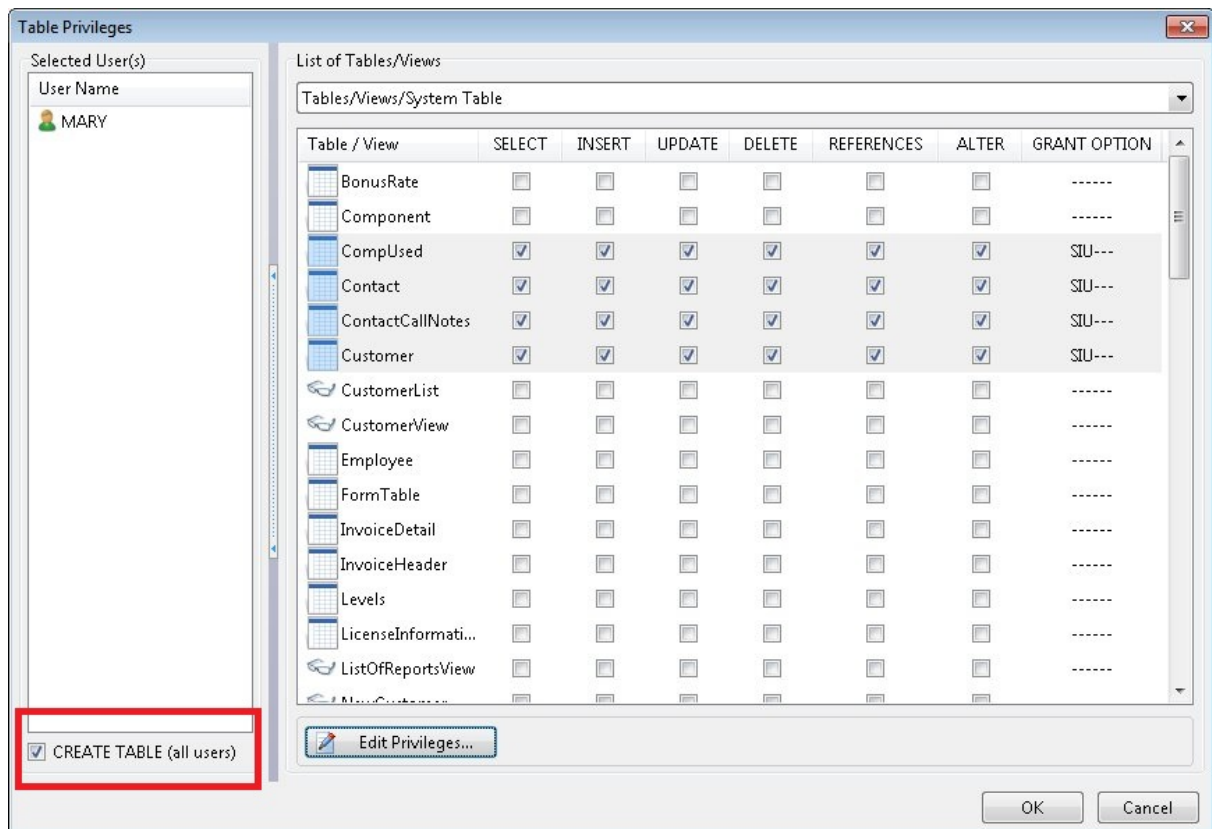 Table Privileges
Selected User(s)
User Name
MARY
CREATE TABLE (all users)
List of Tables/Views
Tables/Views/System Table
Table / View SELECT INSERT UPDATE DELETE REFERENCES ALTER GRANT OPTION
BonusRate ------
Component ------
CompUsed SIU---
Contact SIU---
ContactCallNotes SIU---
Customer SIU---
CustomerList ------
CustomerView ------
Employee ------
FormTable ------
InvoiceDetail ------
InvoiceHeader ------
Levels ------
LicenseInformati... ------
ListOfReportsView ------
Edit Privileges...
OK Cancel